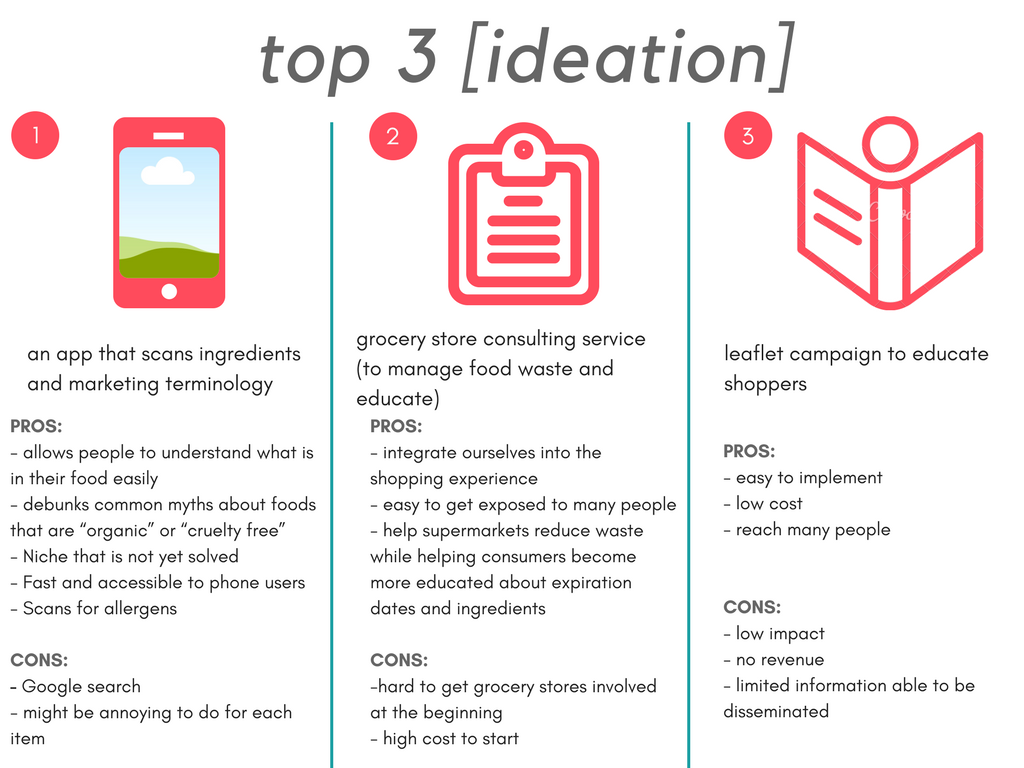 top 3 [ideation]
1
an app that scans ingredients
and marketing terminology
PROS:
- allows people to understand what is
in their food easily
- debunks common myths about foods
that are “organic” or “cruelty free”
- Niche that is not yet solved
- Fast and accessible to phone users
- Scans for allergens
CONS:
- Google search
- might be annoying to do for each
item
2
grocery store consulting service
(to manage food waste and
educate)
PROS:
- integrate ourselves into the
shopping experience
- easy to get exposed to many people
- help supermarkets reduce waste
while helping consumers become
more educated about expiration
dates and ingredients
CONS:
-hard to get grocery stores involved
at the beginning
- high cost to start
3
leaflet campaign to educate
shoppers
PROS:
- easy to implement
- low cost
- reach many people
CONS:
- low impact
- no revenue
- limited information able to be
disseminated